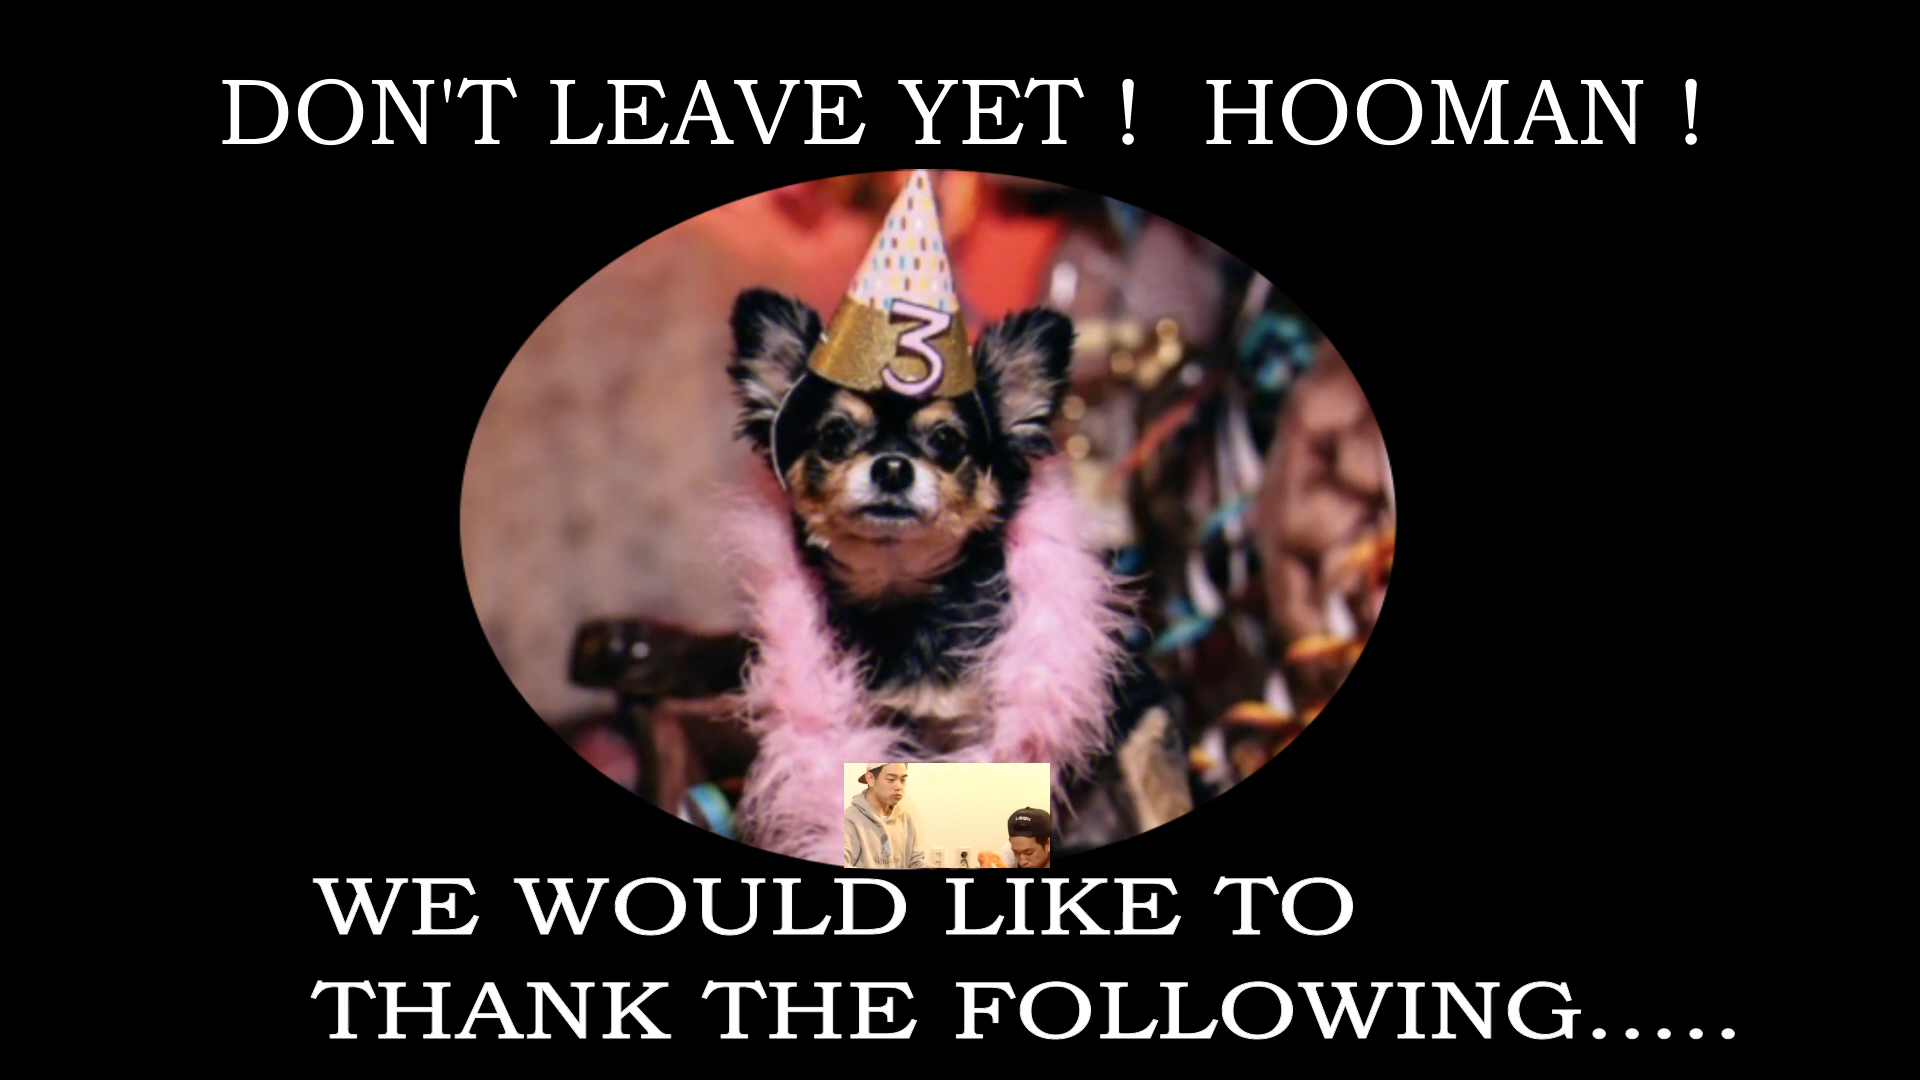 DON'T LEAVE YET ! HOOMAN !
3
WE WOULD LIKE TO
THANK THE FOLLOWING.....